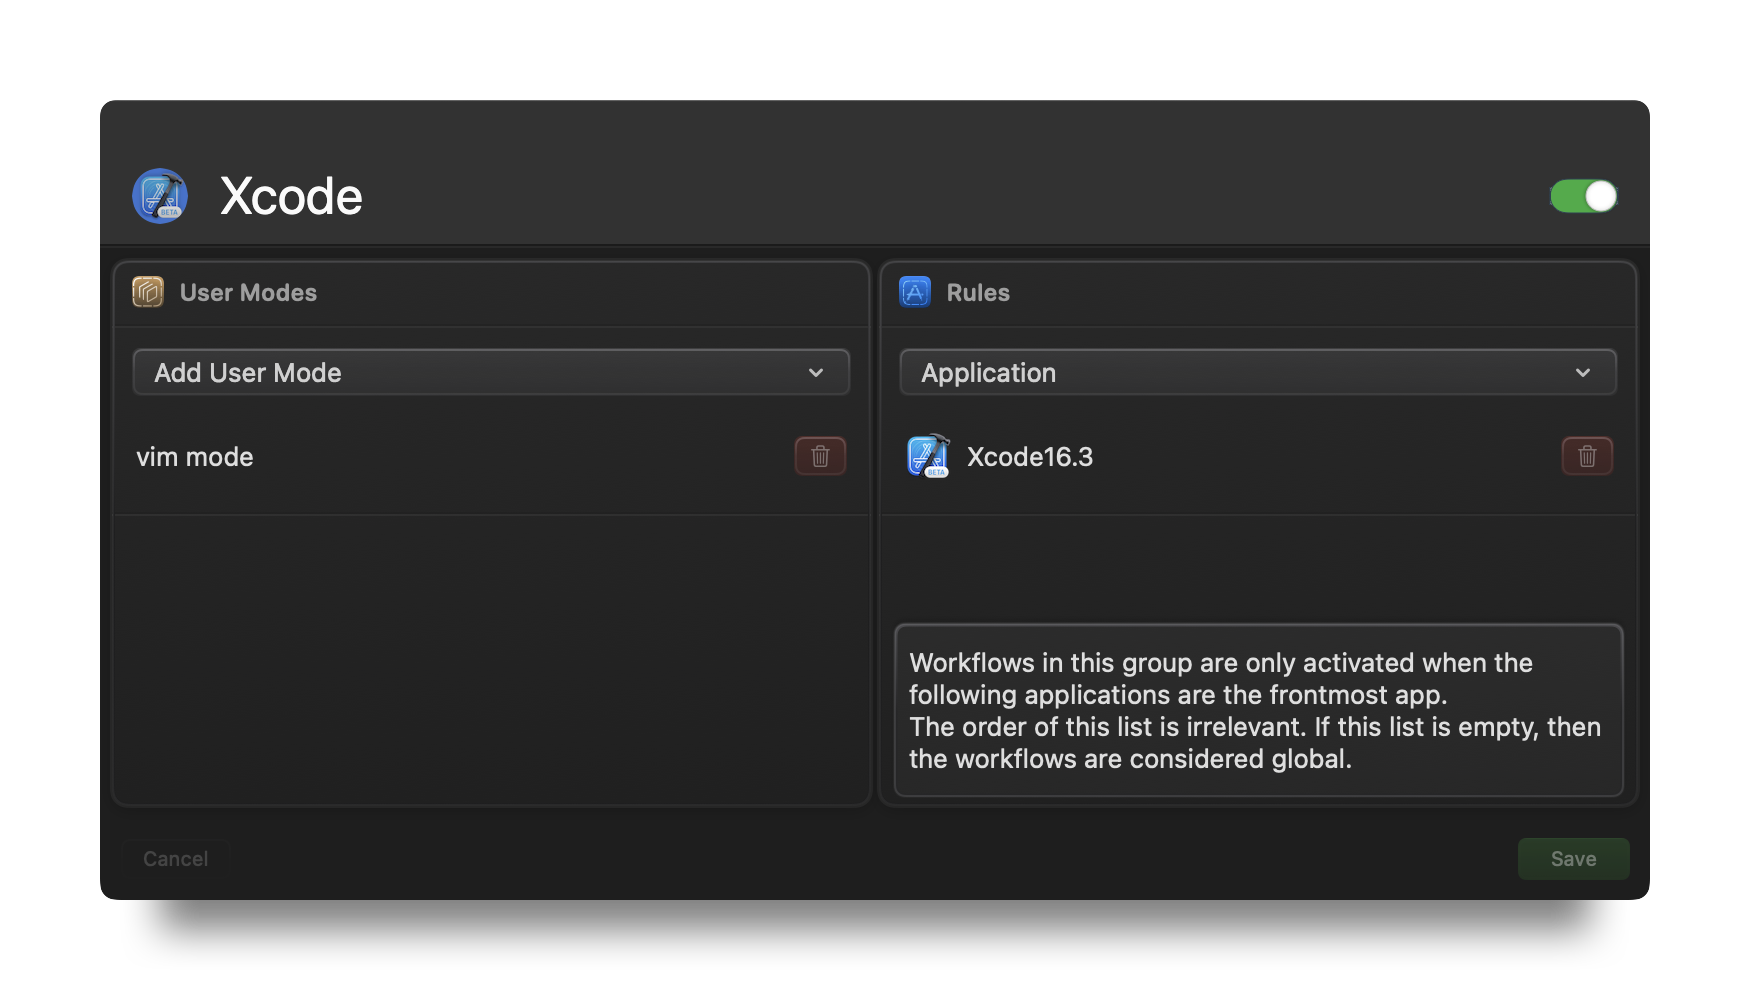 BETA
Xcode
User Modes
Add User Mode
vim mode
Rules
Application
BETA
Xcode16.3
Workflows in this group are only activated when the
following applications are the frontmost app.
The order of this list is irrelevant. If this list is empty, then
the workflows are considered global.
Cancel
Save